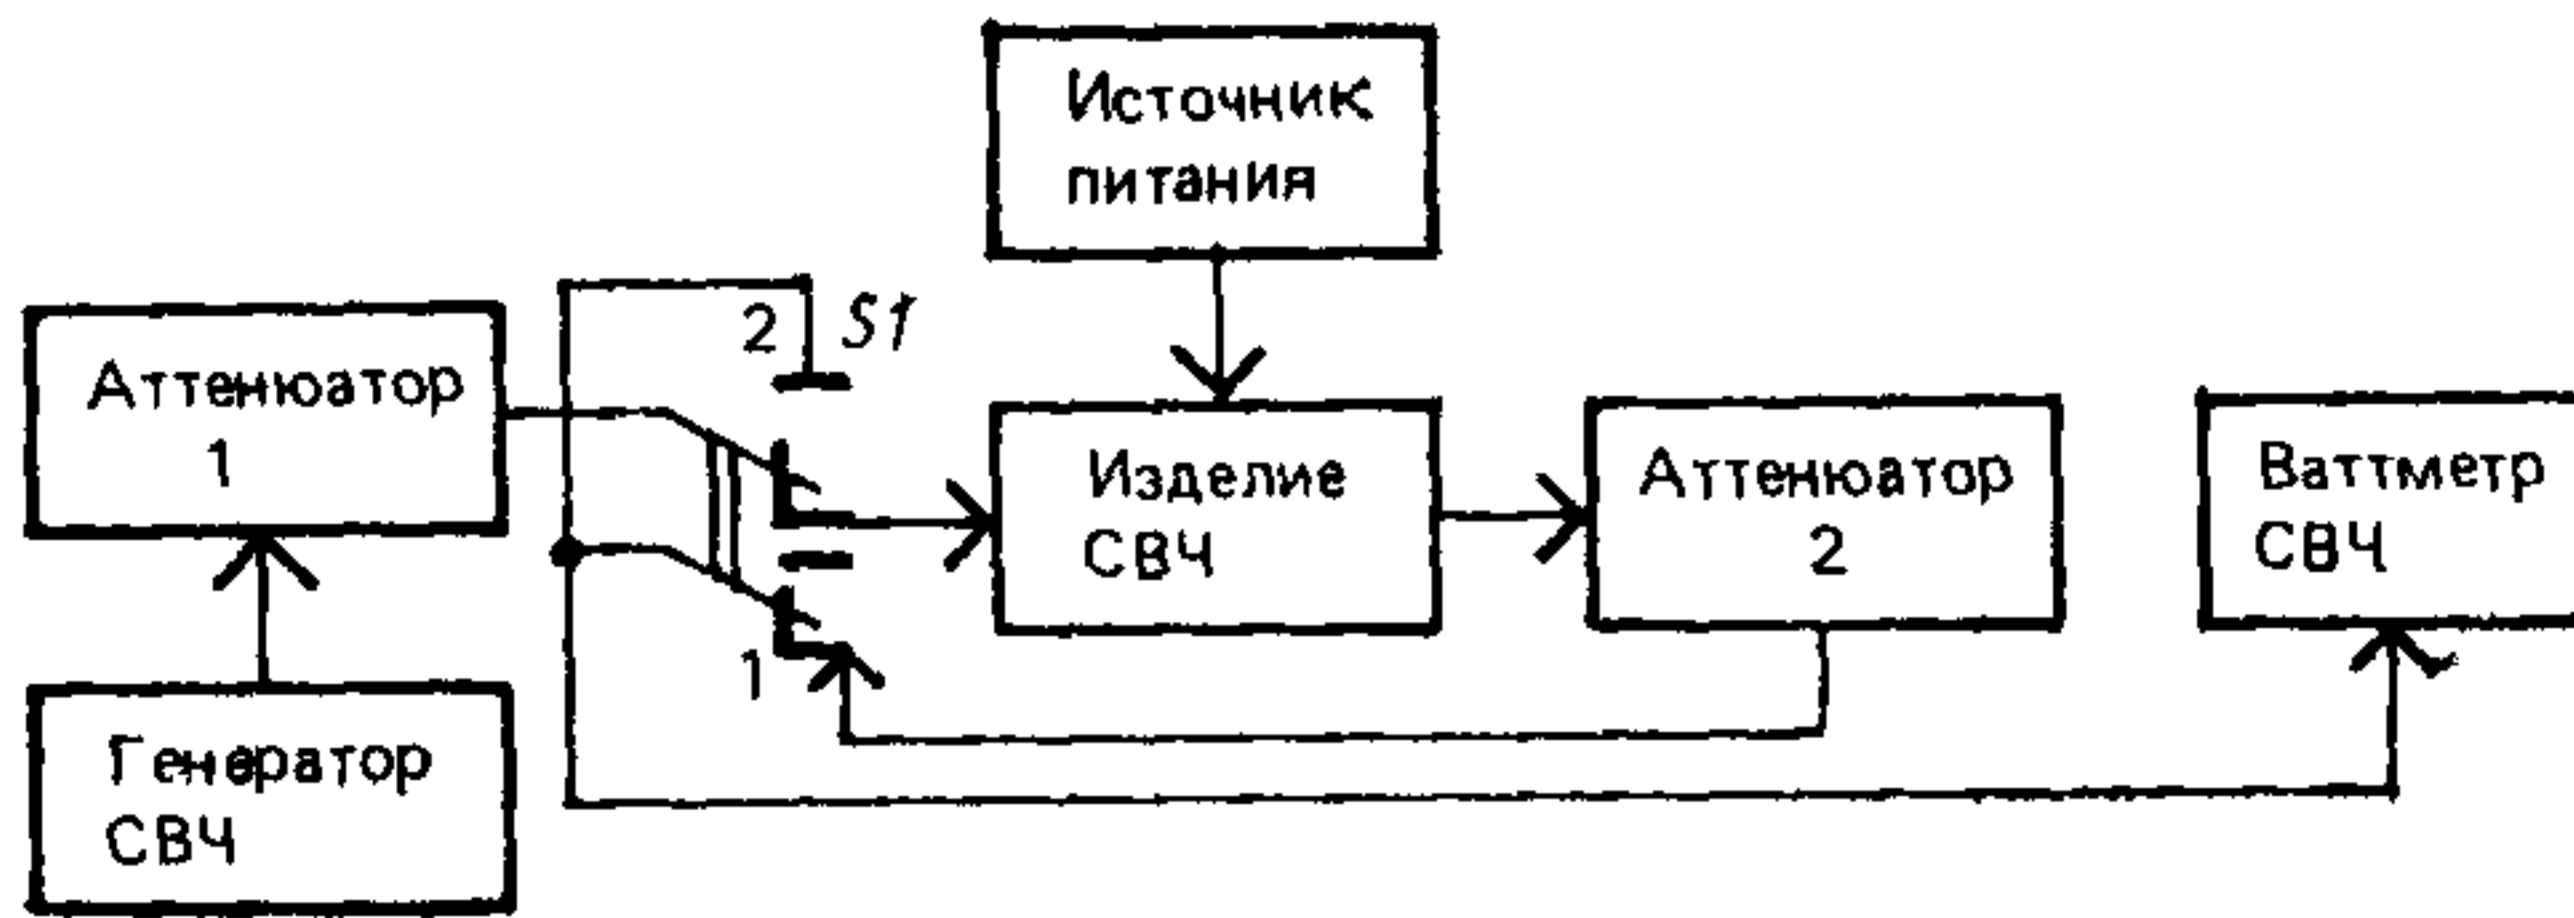 Источник
питания
2 S1
Аттенюатор
1
Изделие
СВЧ
Аттенюатор
2
Ваттметр
СВЧ
1
Генератор
СВЧ